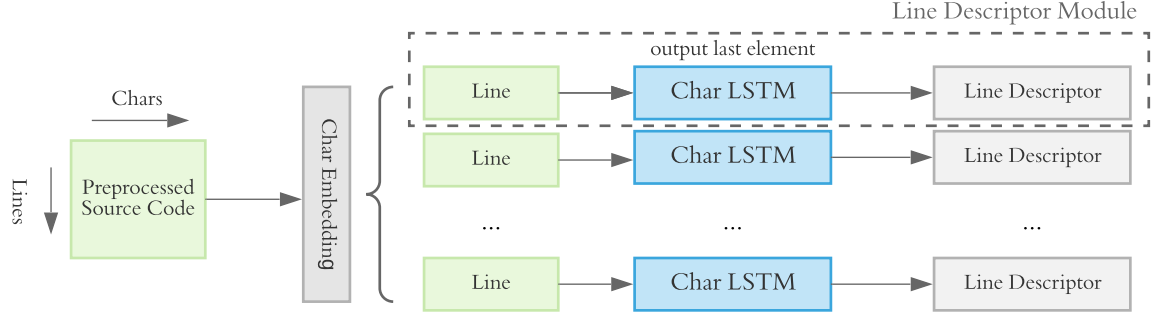 Line Descriptor Module
output last element
Chars
Lines
Preprocessed
Source Code
Char Embedding
Line
Char LSTM
Line Descriptor
Line
Char LSTM
Line Descriptor
...
...
...
Line
Char LSTM
Line Descriptor